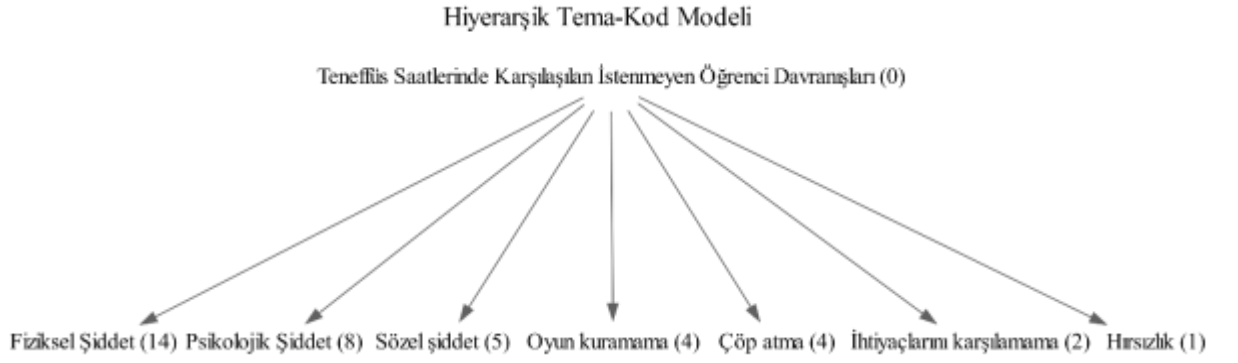 Hiyerarşik Tema-Kod Modeli
Teneffüs Saatlerinde Karşılaşılan İstenmeyen Öğrenci Davranışları (0)
Fiziksel Şiddet (14) Psikolojik Şiddet (8) Sözel şiddet (5) Oyun kuramama (4) Çöp atma (4) İhtiyaçlarını karşılamama (2) Hırsızlık (1)